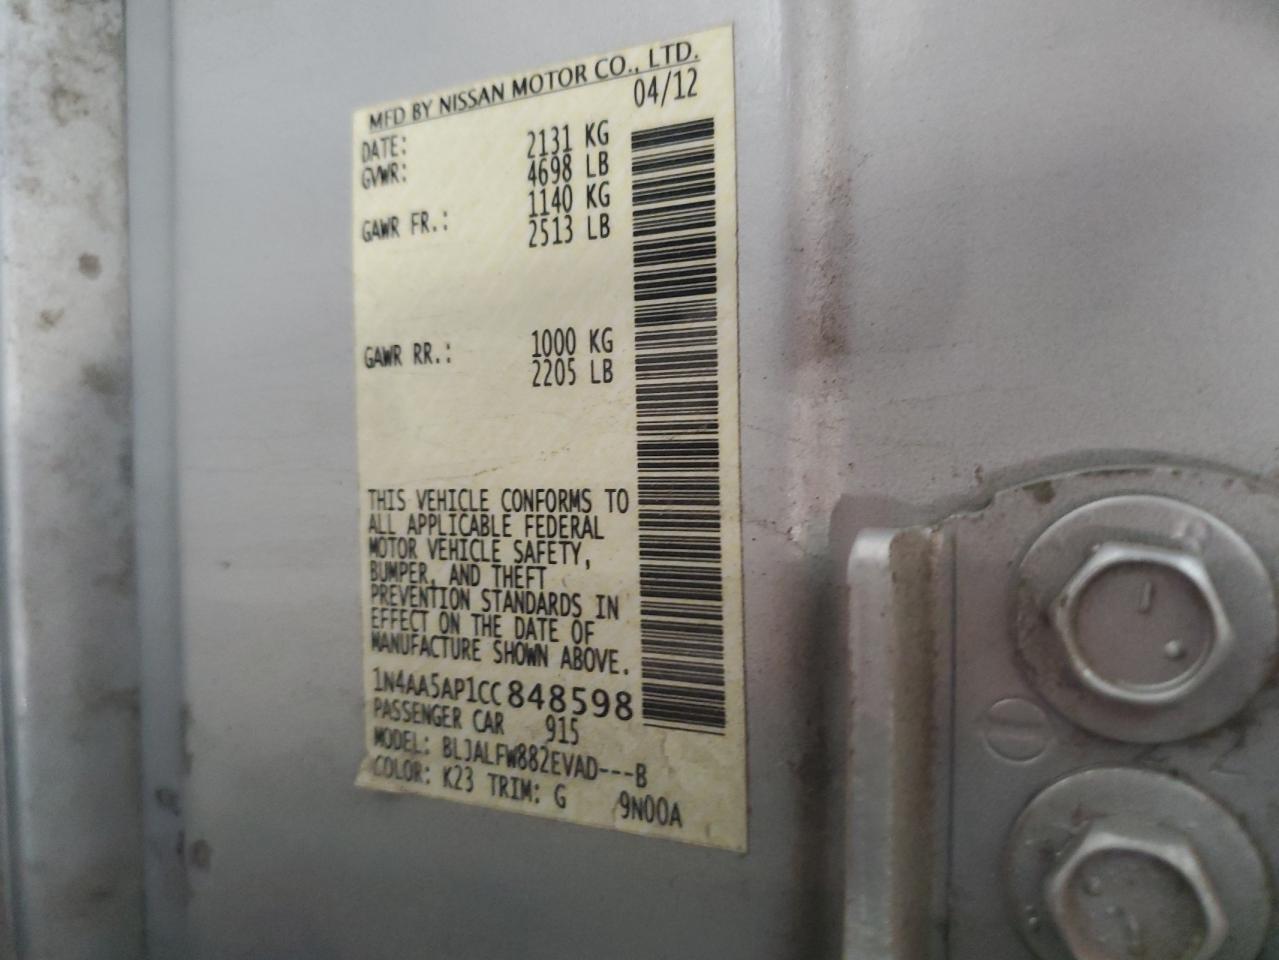 MFD BY NISSAN MOTOR CO., LTD.
DATE: 04/12
GVWR: 2131 KG
4698 LB
GAWR FR.: 1140 KG
2513 LB
GAWR RR.: 1000 KG
2205 LB
THIS VEHICLE CONFORMS TO
ALL APPLICABLE FEDERAL
MOTOR VEHICLE SAFETY,
BUMPER, AND THEFT
PREVENTION STANDARDS IN
EFFECT ON THE DATE OF
MANUFACTURE SHOWN ABOVE.
1N4AA5AP1CC848598
PASSENGER CAR 915
MODEL: BLJALFW882EVAD---B
COLOR: K23 TRIM: G 9N00A